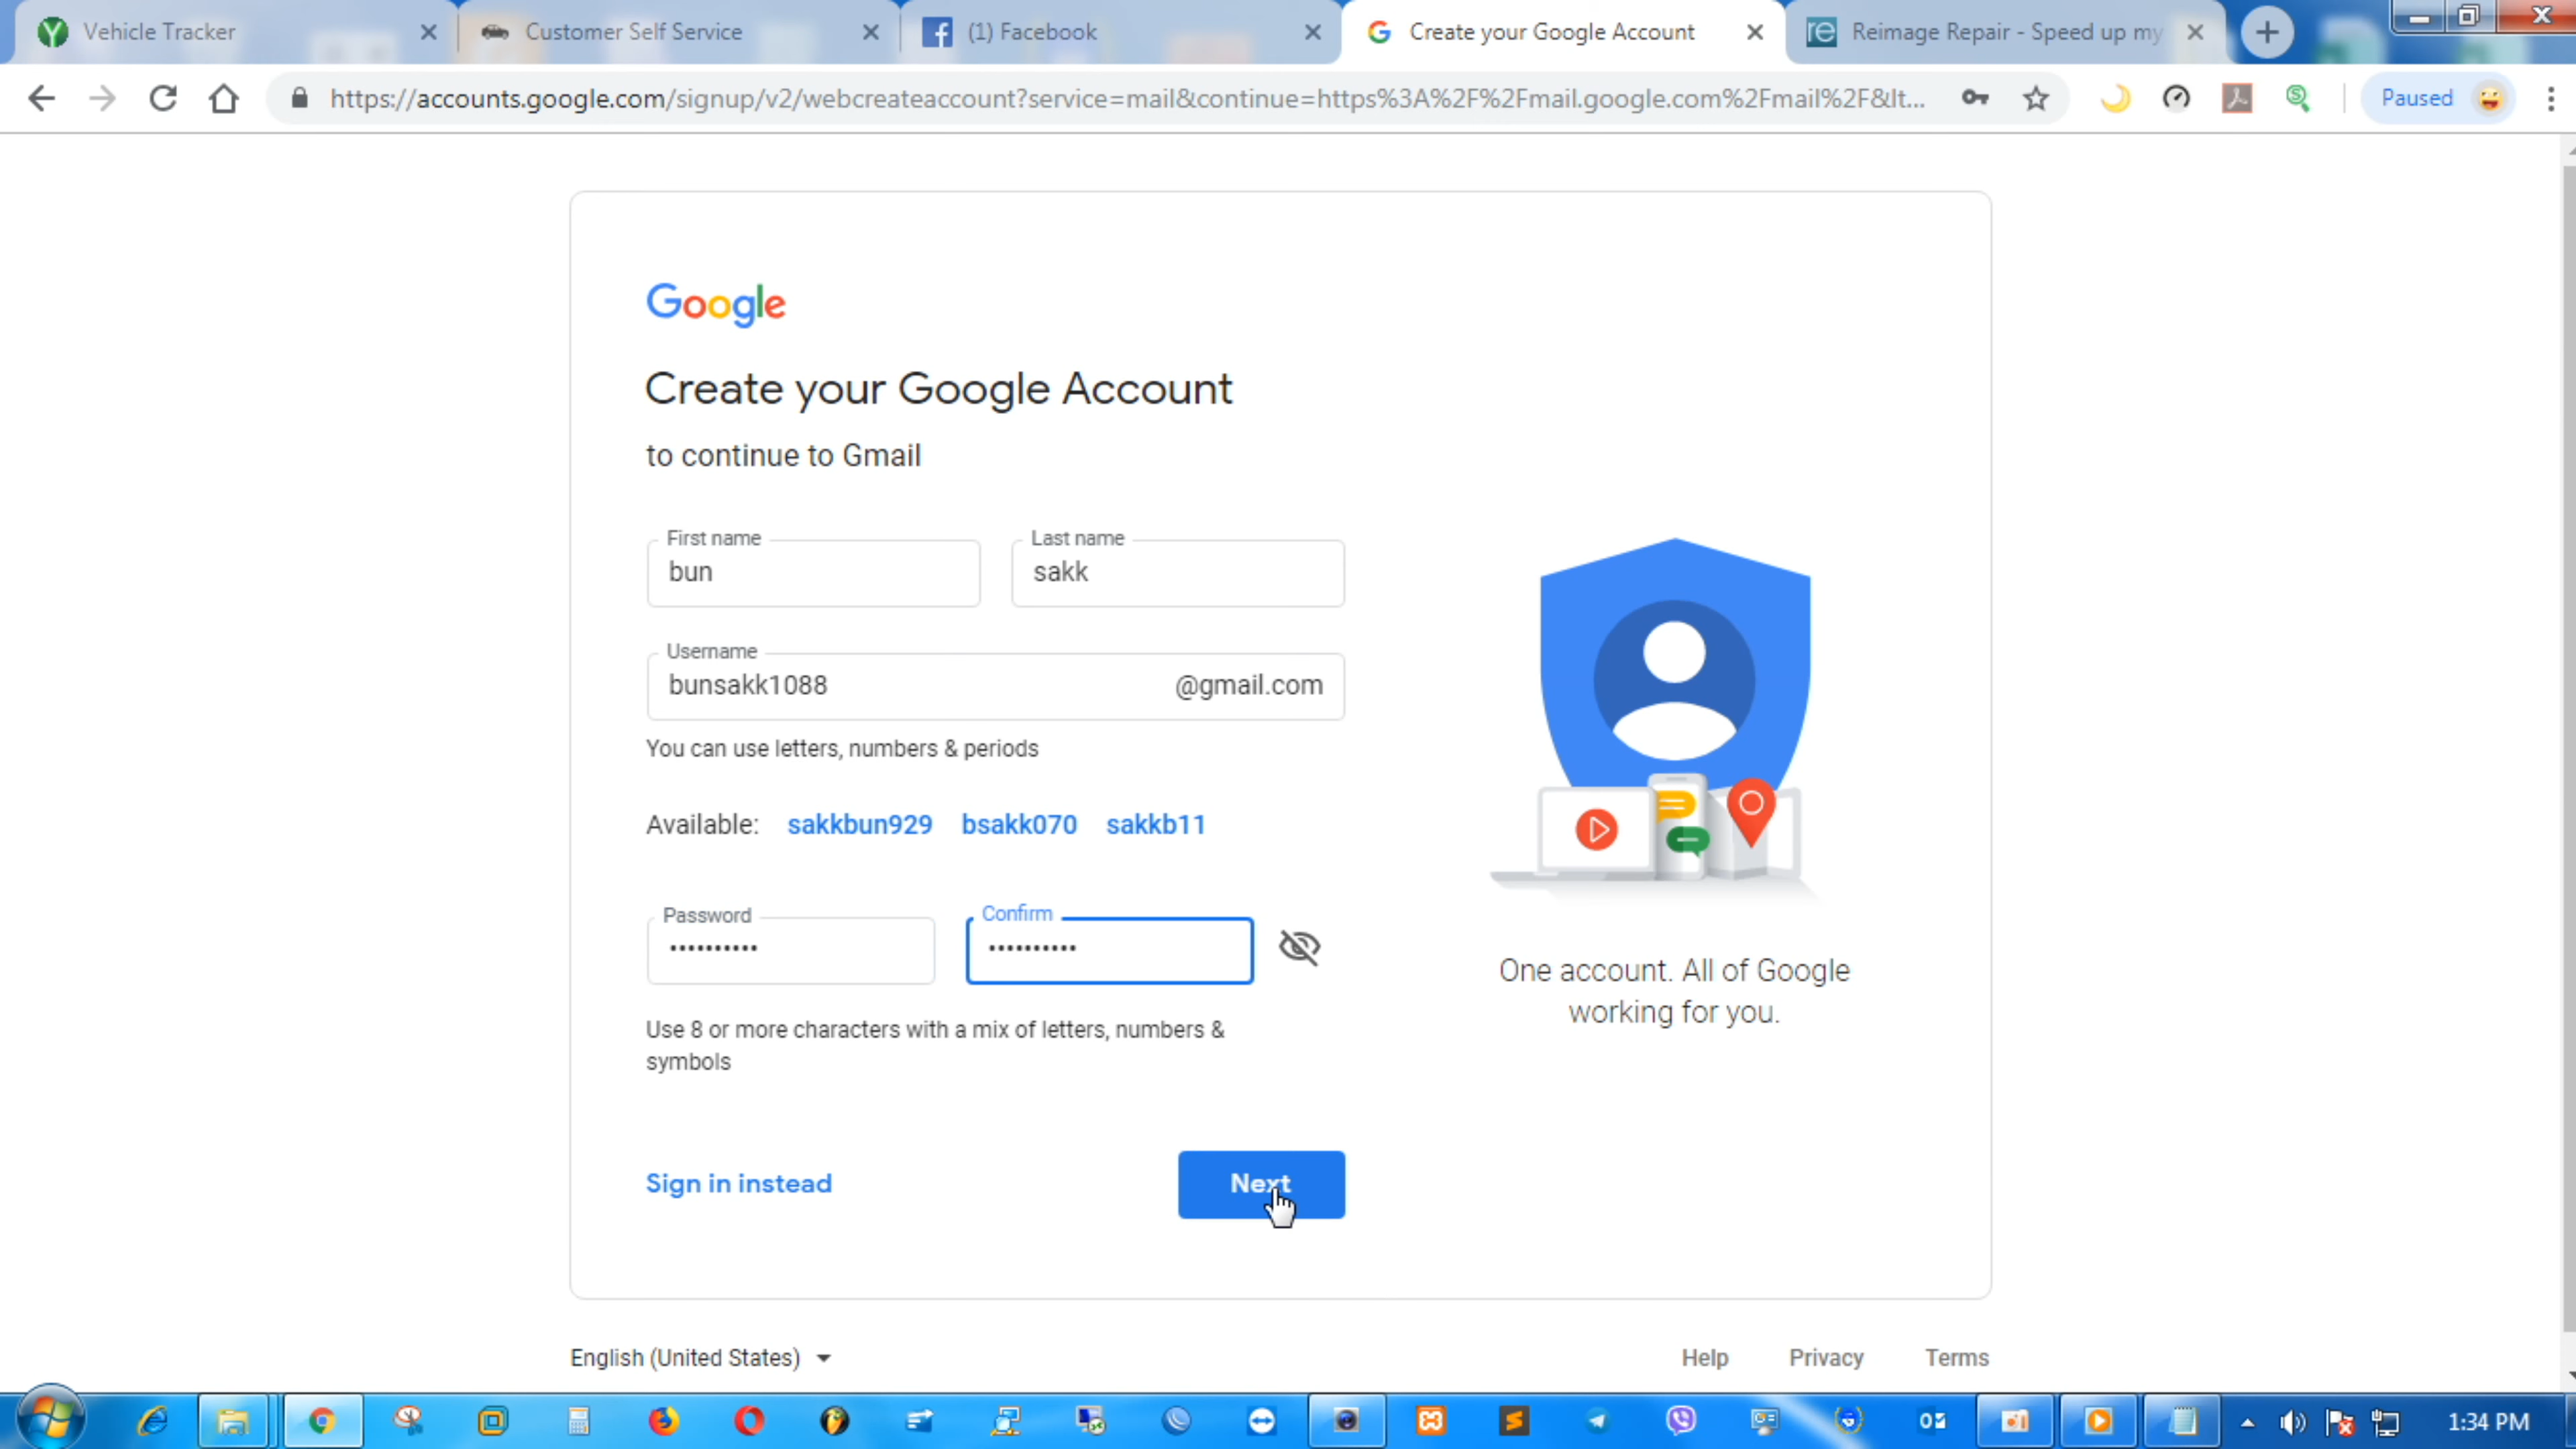 Vehicle Tracker
Customer Self Service
(1) Facebook
Create your Google Account
Reimage Repair - Speed up my
https://accounts.google.com/signup/v2/webcreateaccount?service=mail&continue=https%3A%2F%2Fmail.google.com%2Fmail%2F&lt...
Paused
Google
Create your Google Account
to continue to Gmail
First name
bun
Last name
sakk
Username
bunsakk1088 @gmail.com
You can use letters, numbers & periods
Available: sakkbun929 bsakk070 sakkb11
Password
••••••••••
Confirm
••••••••••
Use 8 or more characters with a mix of letters, numbers &
symbols
One account. All of Google
working for you.
Sign in instead
Next
English (United States)
Help Privacy Terms
1:34 PM